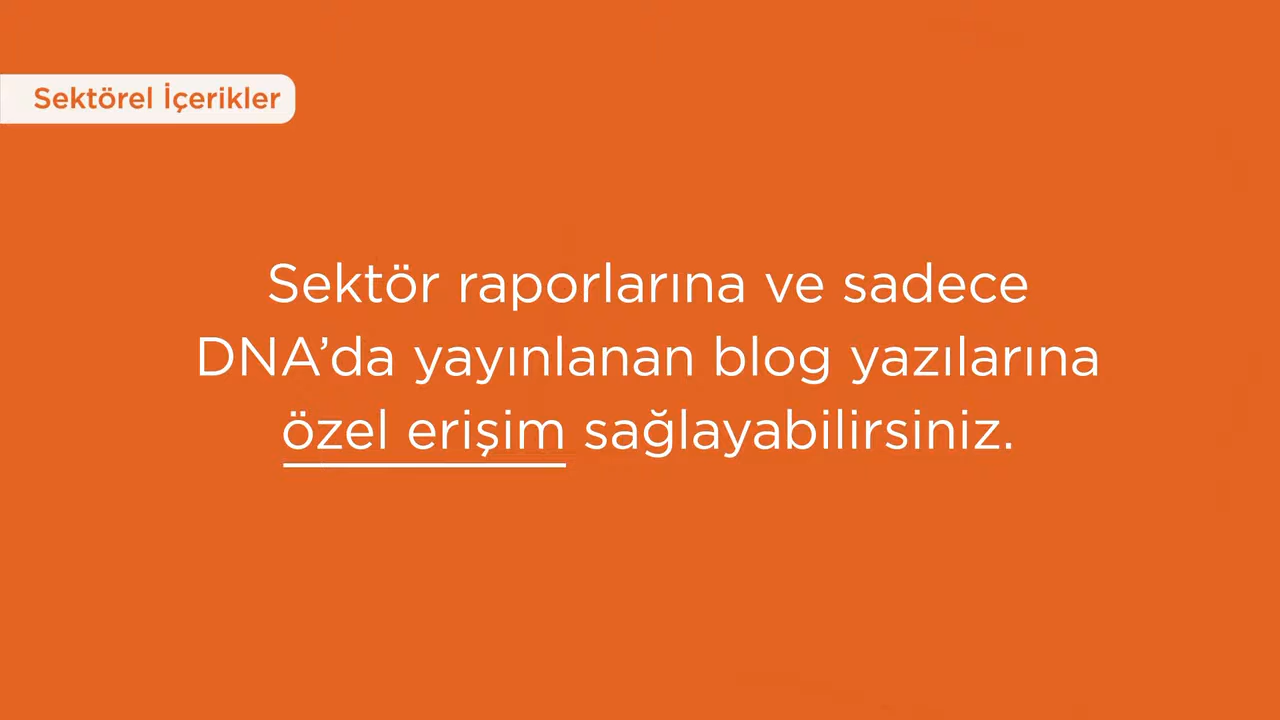 Sektörel İçerikler
Sektör raporlarına ve sadece
DNA’da yayınlanan blog yazılarına
özel erişim sağlayabilirsiniz.